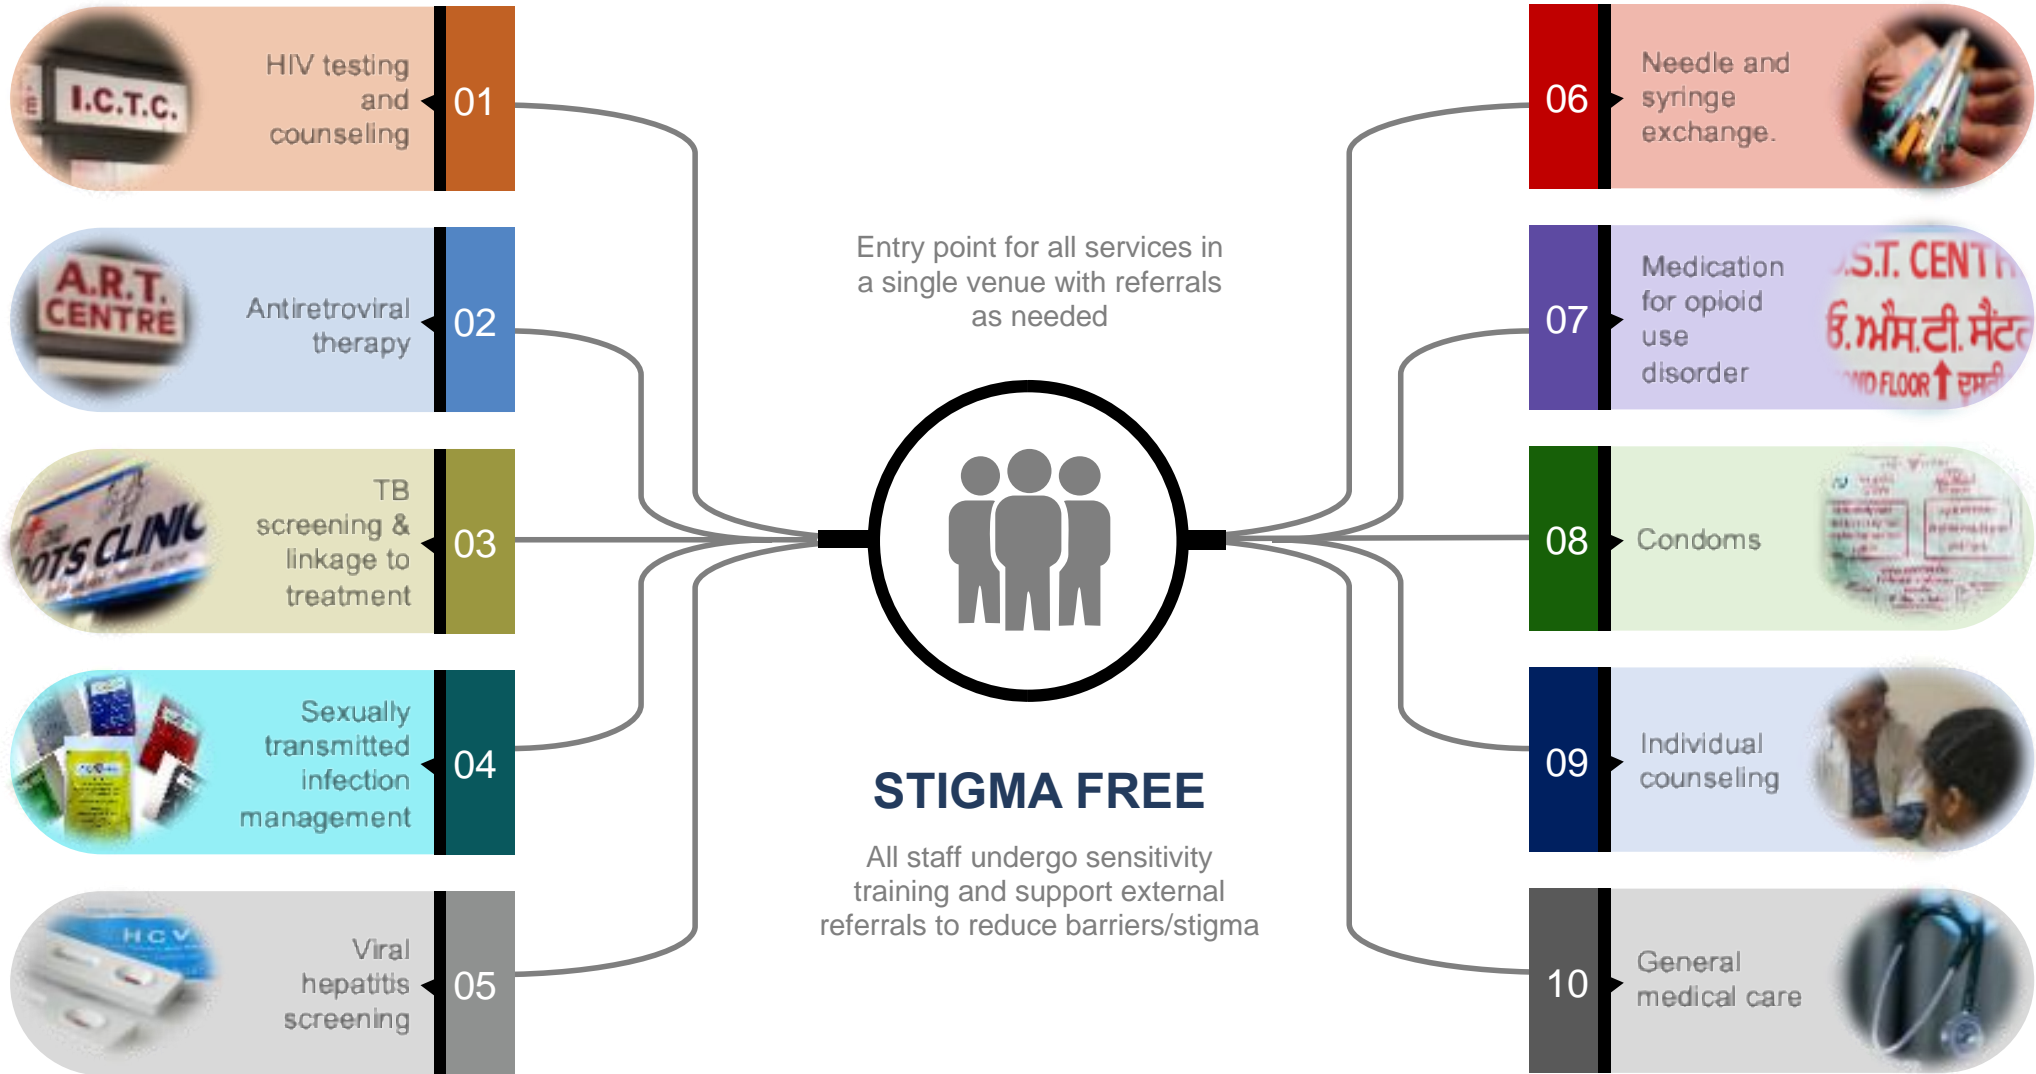 I.C.T.C.
HIV testing
and
counseling
01
A.R.T.
CENTRE
Antiretroviral
therapy
02
DOTS CLINIC
TB
screening &
linkage to
treatment
03
Sexually
transmitted
infection
management
04
HCV
Viral
hepatitis
screening
05
Entry point for all services in
a single venue with referrals
as needed
STIGMA FREE
All staff undergo sensitivity
training and support external
referrals to reduce barriers/stigma
06
Needle and
syringe
exchange.
07
Medication
for opioid
use
disorder
.S.T. CENT
ਓ. ਐਸ.ਟੀ. ਸੈਂਟਰ
FLOOR
08
Condoms
09
Individual
counseling
10
General
medical care